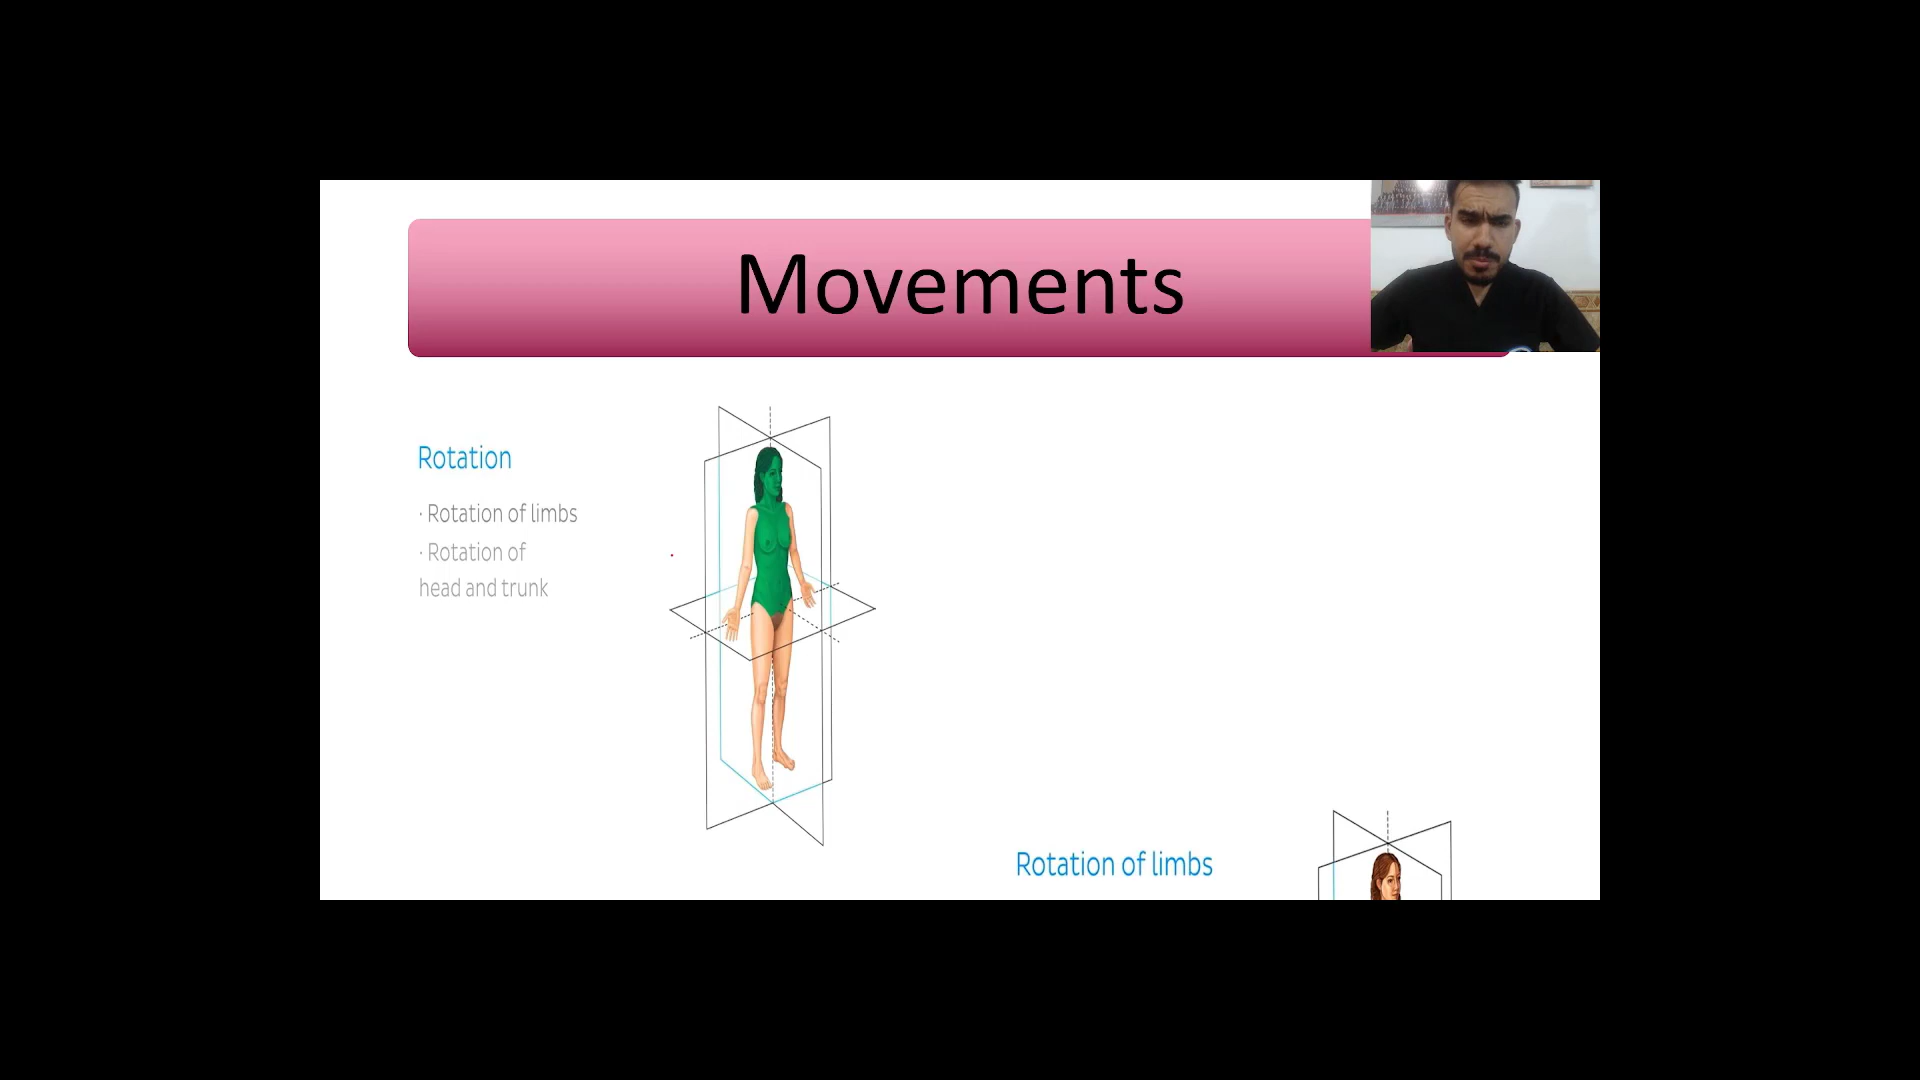 Movements
Rotation
· Rotation of limbs
· Rotation of
head and trunk
Rotation of limbs